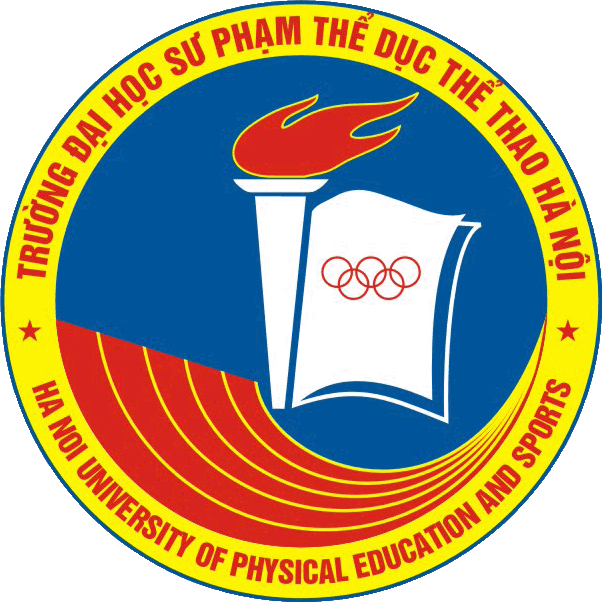 TRƯỜNG ĐẠI HỌC SƯ PHẠM THỂ DỤC THỂ THAO HÀ NỘI
HA NOI UNIVERSITY OF PHYSICAL EDUCATION AND SPORTS